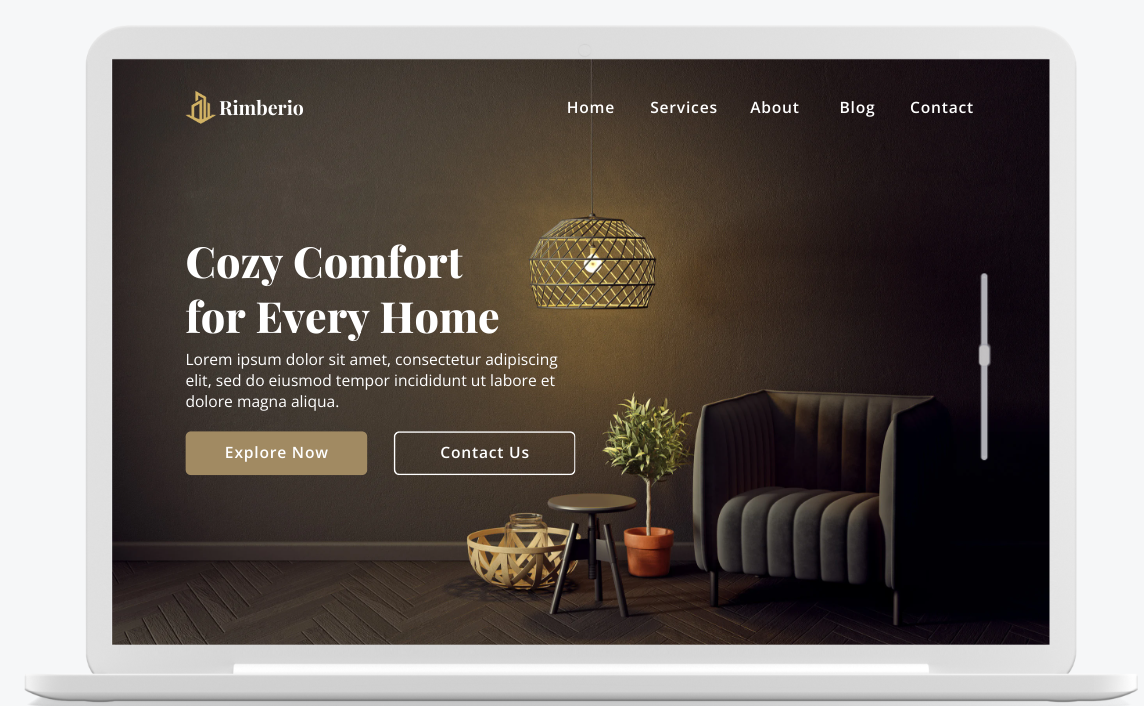 Rimberio
Home Services About Blog Contact
Cozy Comfort
for Every Home
Lorem ipsum dolor sit amet, consectetur adipiscing
elit, sed do eiusmod tempor incididunt ut labore et
dolore magna aliqua.
Explore Now
Contact Us